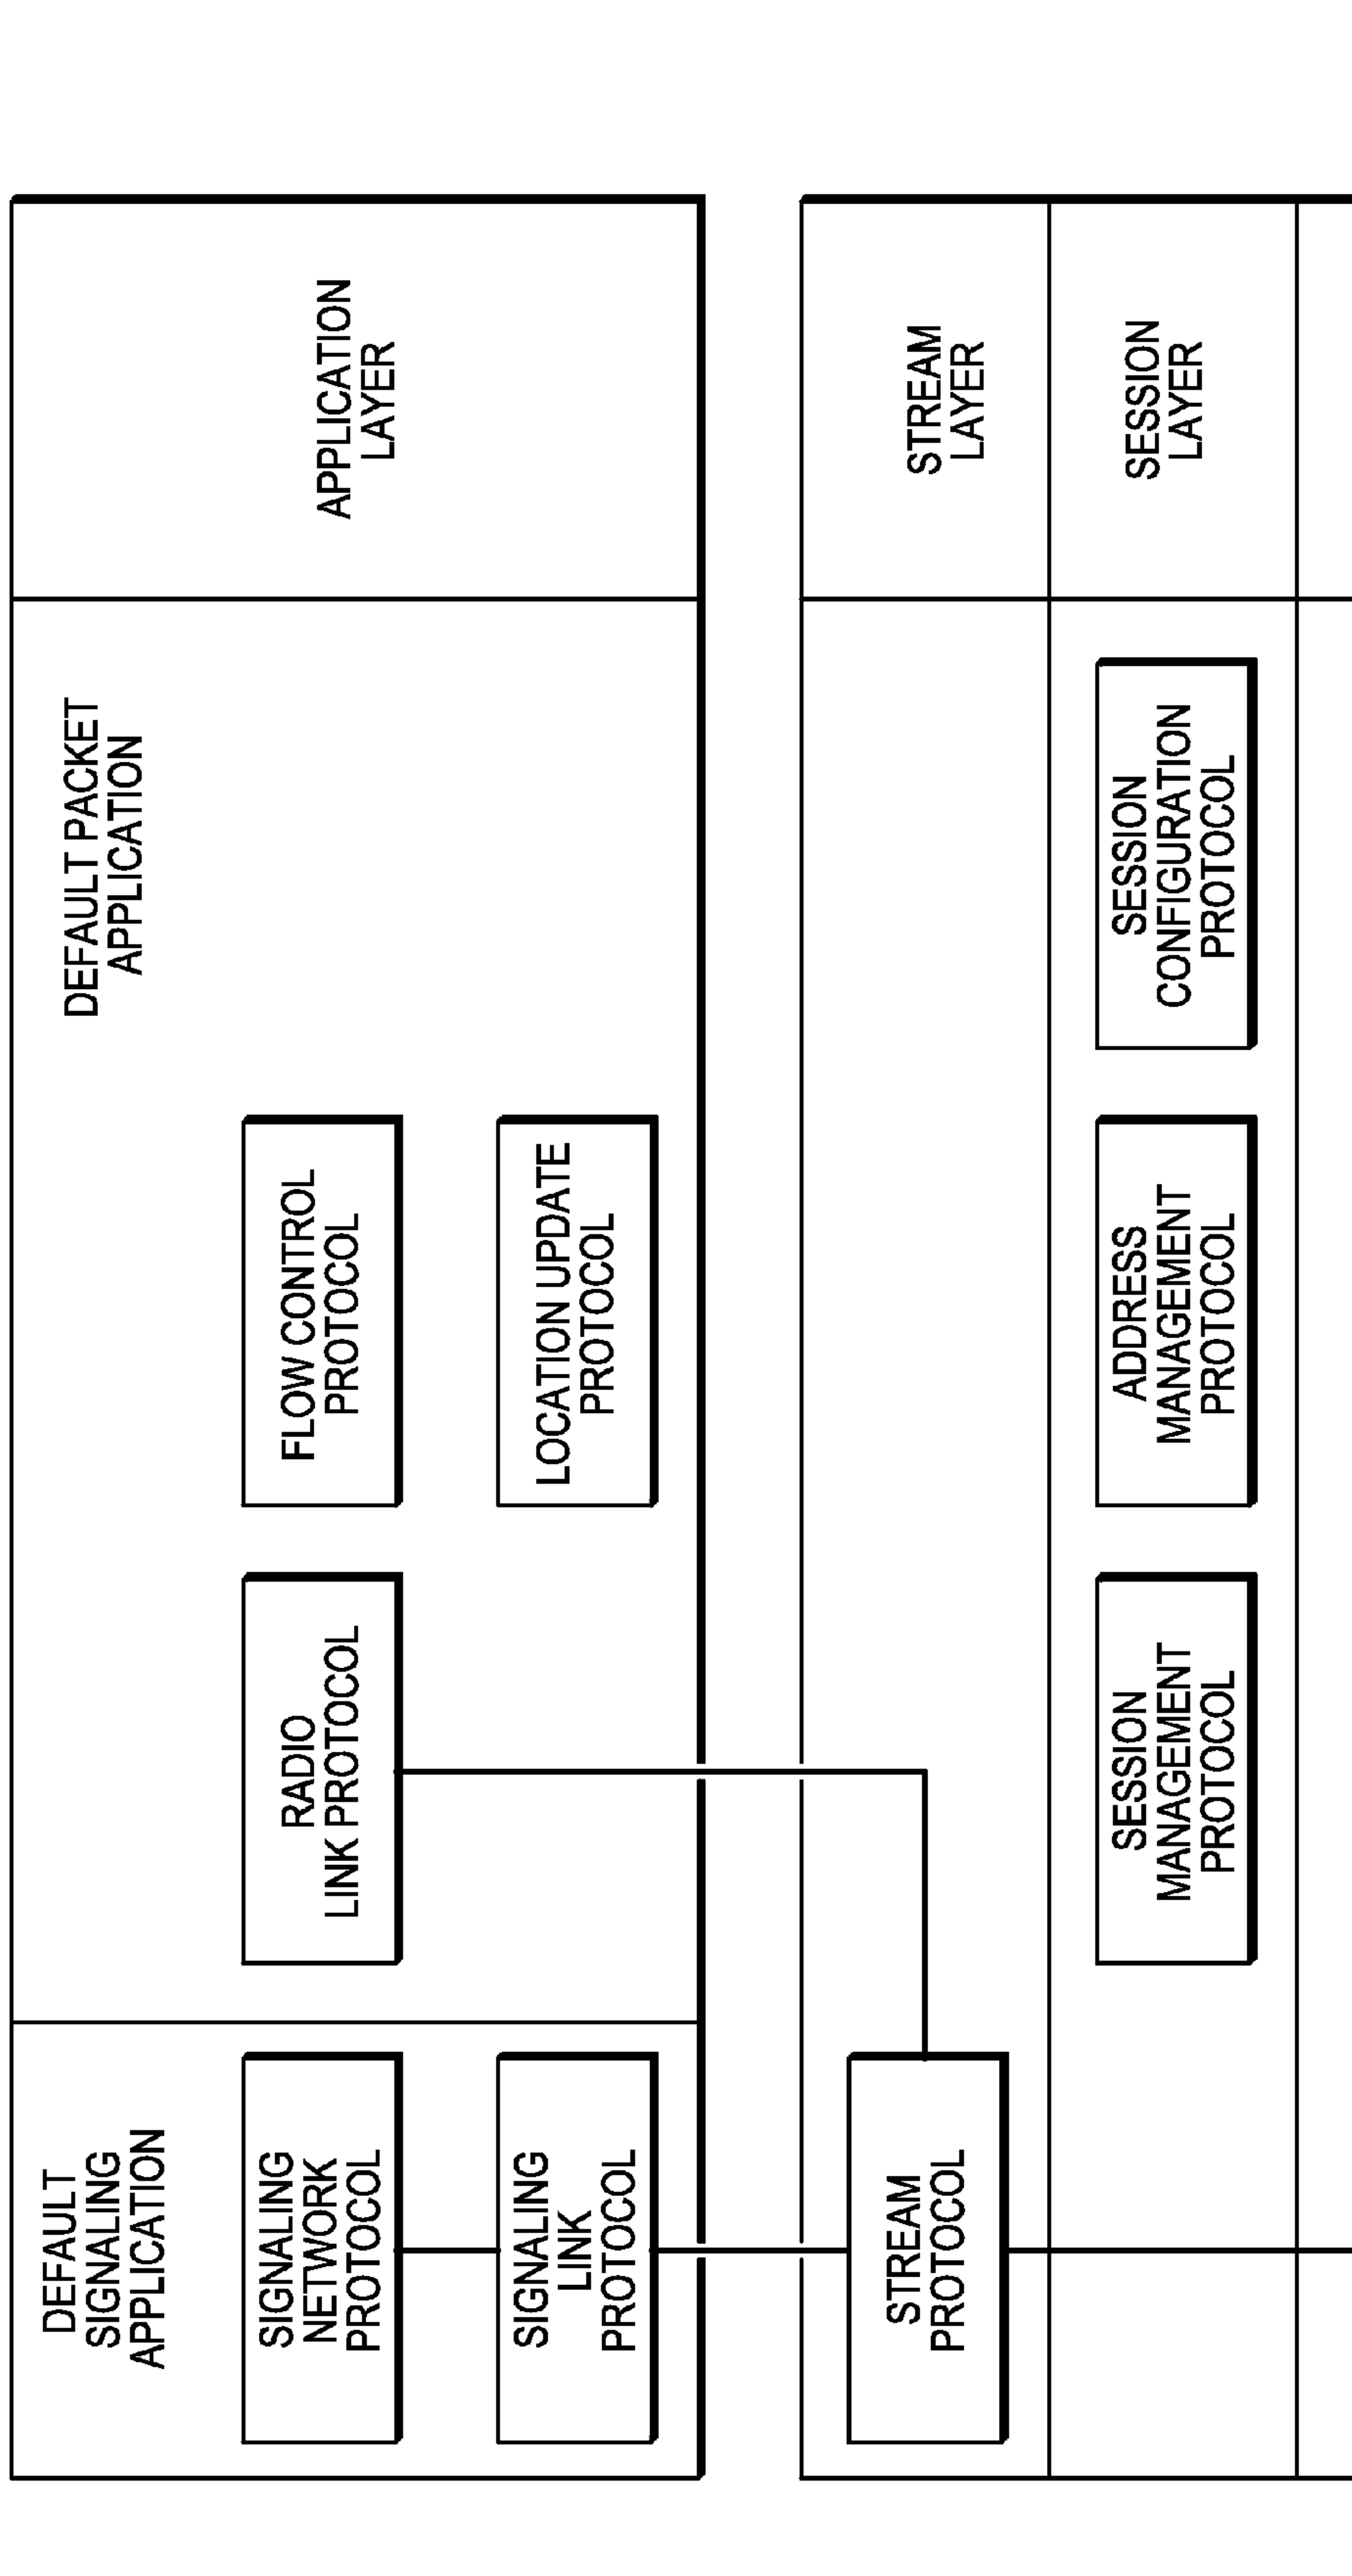 DEFAULT
SIGNALING
APPLICATION
DEFAULT PACKET
APPLICATION
APPLICATION
LAYER
SIGNALING
NETWORK
PROTOCOL
RADIO
LINK PROTOCOL
FLOW CONTROL
PROTOCOL
SIGNALING
LINK
PROTOCOL
LOCATION UPDATE
PROTOCOL
STREAM
PROTOCOL
STREAM
LAYER
SESSION
MANAGEMENT
PROTOCOL
ADDRESS
MANAGEMENT
PROTOCOL
SESSION
CONFIGURATION
PROTOCOL
SESSION
LAYER